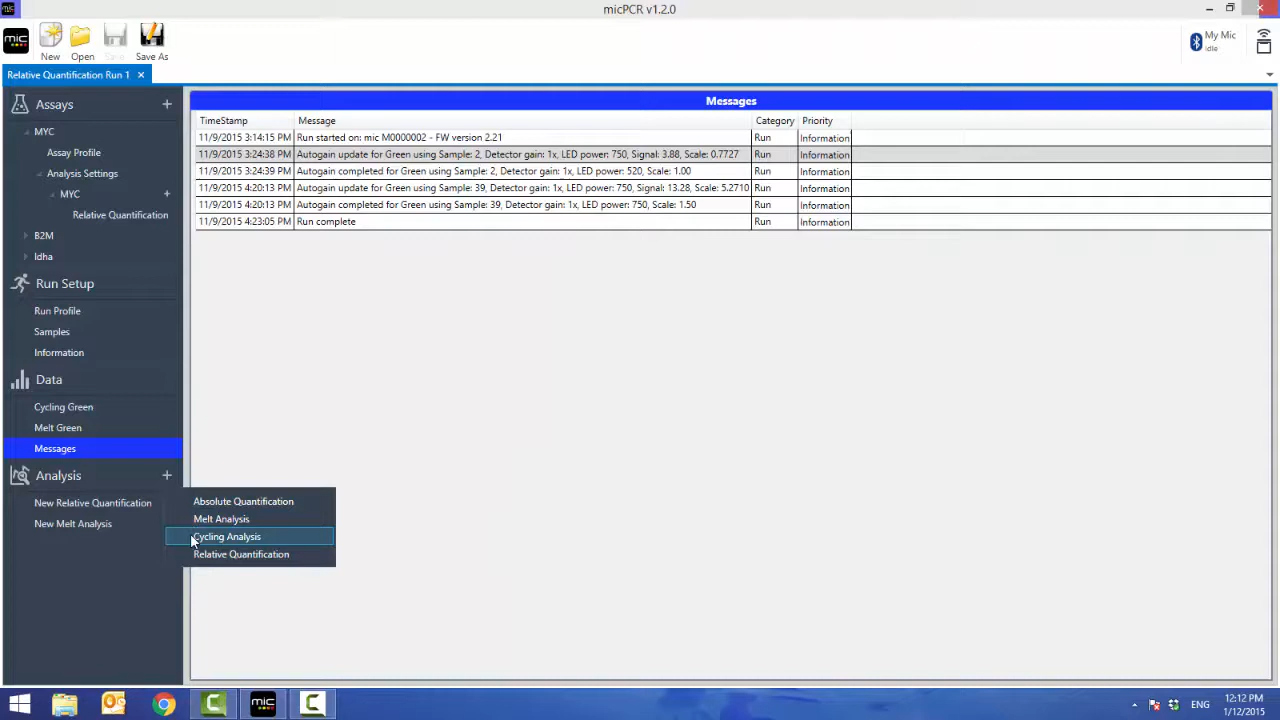 micPCR v1.2.0
mic
New
Open
Save
Save As
My Mic
Idle
Relative Quantification Run 1 ×
Assays +
MYC
Assay Profile
Analysis Settings
MYC +
Relative Quantification
B2M
Idha
Run Setup
Run Profile
Samples
Information
Data
Cycling Green
Melt Green
Messages
Analysis +
New Relative Quantification
New Melt Analysis
Absolute Quantification
Melt Analysis
Cycling Analysis
Relative Quantification
Messages
TimeStamp Message Category Priority
11/9/2015 3:14:15 PM Run started on: mic M0000002 - FW version 2.21 Run Information
11/9/2015 3:24:38 PM Autogain update for Green using Sample: 2, Detector gain: 1x, LED power: 750, Signal: 3.88, Scale: 0.7727 Run Information
11/9/2015 3:24:39 PM Autogain completed for Green using Sample: 2, Detector gain: 1x, LED power: 520, Scale: 1.00 Run Information
11/9/2015 4:20:13 PM Autogain update for Green using Sample: 39, Detector gain: 1x, LED power: 750, Signal: 13.28, Scale: 5.2710 Run Information
11/9/2015 4:20:13 PM Autogain completed for Green using Sample: 39, Detector gain: 1x, LED power: 750, Scale: 1.50 Run Information
11/9/2015 4:23:05 PM Run complete Run Information
mic
ENG
12:12 PM
1/12/2015